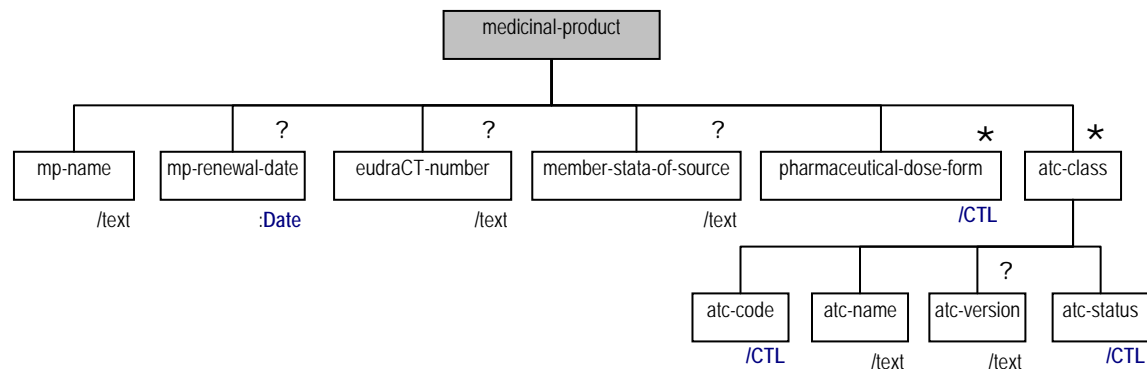 medicinal-product
? ? ? * *
mp-name mp-renewal-date eudraCT-number member-stata-of-source pharmaceutical-dose-form atc-class
/text :Date /text /text /CTL
?
atc-code atc-name atc-version atc-status
/CTL /text /text /CTL